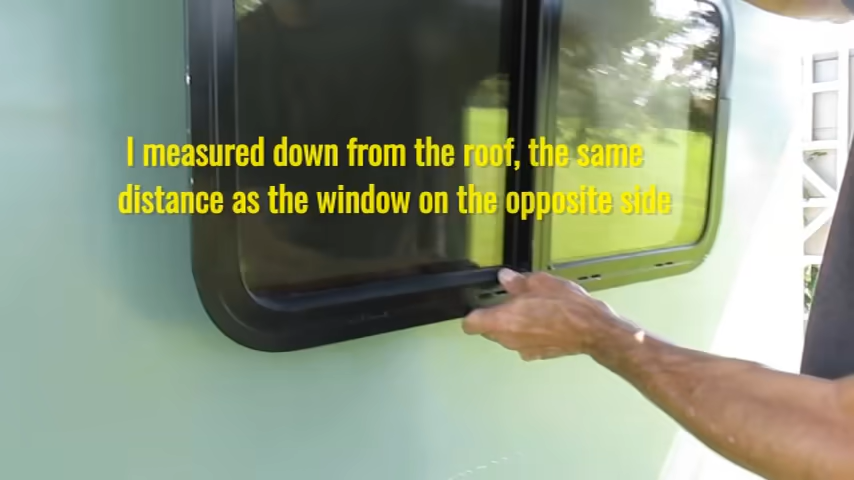 I measured down from the roof, the same
distance as the window on the opposite side